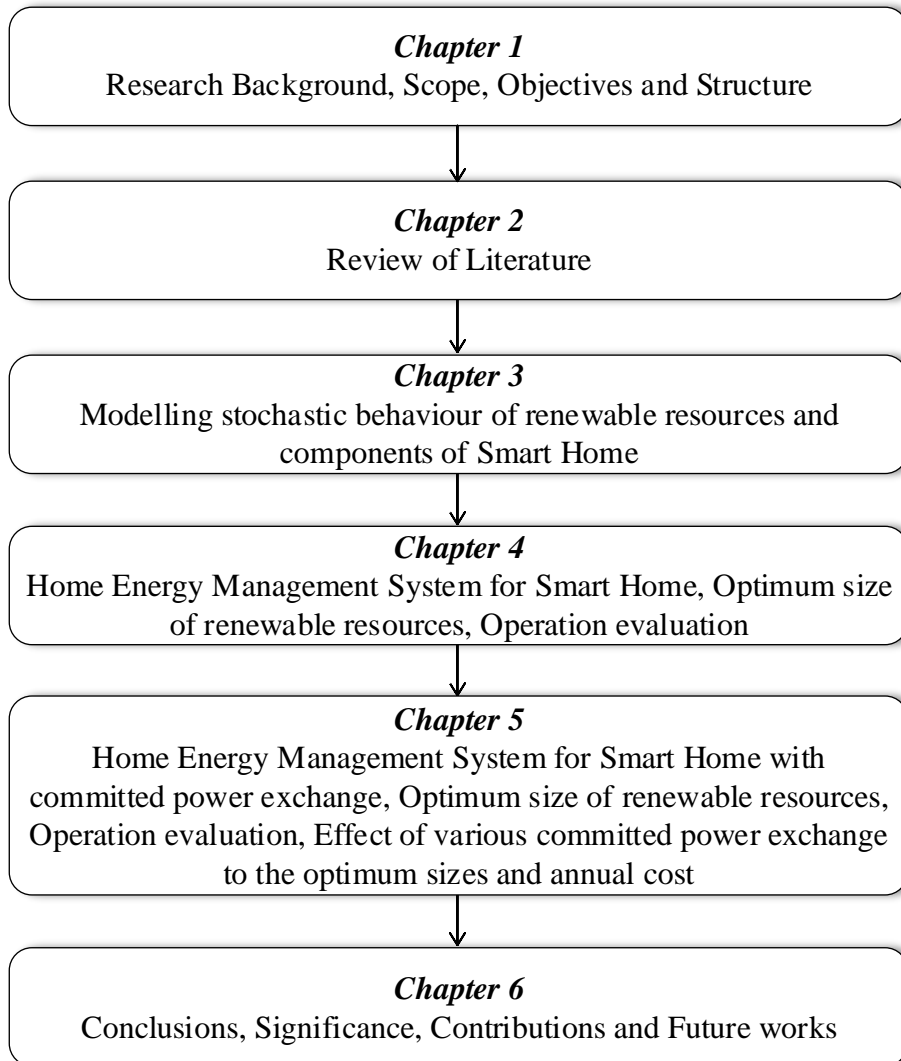 Chapter 1
Research Background, Scope, Objectives and Structure
Chapter 2
Review of Literature
Chapter 3
Modelling stochastic behaviour of renewable resources and
components of Smart Home
Chapter 4
Home Energy Management System for Smart Home, Optimum size
of renewable resources, Operation evaluation
Chapter 5
Home Energy Management System for Smart Home with
committed power exchange, Optimum size of renewable resources,
Operation evaluation, Effect of various committed power exchange
to the optimum sizes and annual cost
Chapter 6
Conclusions, Significance, Contributions and Future works